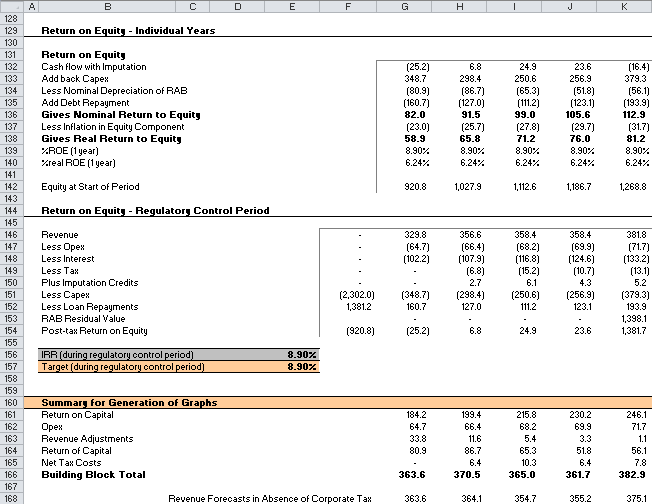 A B C D E F G H I J K
128
129 Return on Equity - Individual Years
130
131 Return on Equity
132 Cash flow with Imputation (25.2) 6.8 24.9 23.6 (16.4)
133 Add back Capex 348.7 298.4 250.6 256.9 379.3
134 Less Nominal Depreciation of RAB (80.9) (86.7) (65.3) (51.8) (56.1)
135 Add Debt Repayment (160.7) (127.0) (111.2) (123.1) (193.9)
136 Gives Nominal Return to Equity 82.0 91.5 99.0 105.6 112.9
137 Less Inflation in Equity Component (23.0) (25.7) (27.8) (29.7) (31.7)
138 Gives Real Return to Equity 58.9 65.8 71.2 76.0 81.2
139 %ROE (1 year) 8.90% 8.90% 8.90% 8.90% 8.90%
140 %real ROE (1 year) 6.24% 6.24% 6.24% 6.24% 6.24%
141
142 Equity at Start of Period 920.8 1,027.9 1,112.6 1,186.7 1,268.8
143
144 Return on Equity - Regulatory Control Period
145
146 Revenue - 329.8 356.6 358.4 358.4 381.8
147 Less Opex - (64.7) (66.4) (68.2) (69.9) (71.7)
148 Less Interest - (102.2) (107.9) (116.8) (124.6) (133.2)
149 Less Tax - - (6.8) (15.2) (10.7) (13.1)
150 Plus Imputation Credits - - 2.7 6.1 4.3 5.2
151 Less Capex (2,302.0) (348.7) (298.4) (250.6) (256.9) (379.3)
152 Less Loan Repayments 1,381.2 160.7 127.0 111.2 123.1 193.9
153 RAB Residual Value - - - - 1,398.1
154 Post-tax Return on Equity (920.8) (25.2) 6.8 24.9 23.6 1,381.7
155
156 IRR (during regulatory control period) 8.90%
157 Target (during regulatory control period) 8.90%
158
159
160 Summary for Generation of Graphs
161 Return on Capital 184.2 199.4 215.8 230.2 246.1
162 Opex 64.7 66.4 68.2 69.9 71.7
163 Revenue Adjustments 33.8 11.6 5.4 3.3 1.1
164 Return of Capital 80.9 86.7 65.3 51.8 56.1
165 Net Tax Costs - 6.4 10.3 6.4 7.8
166 Building Block Total 363.6 370.5 365.0 361.7 382.9
167
168 Revenue Forecasts in Absence of Corporate Tax 363.6 364.1 354.7 355.2 375.1